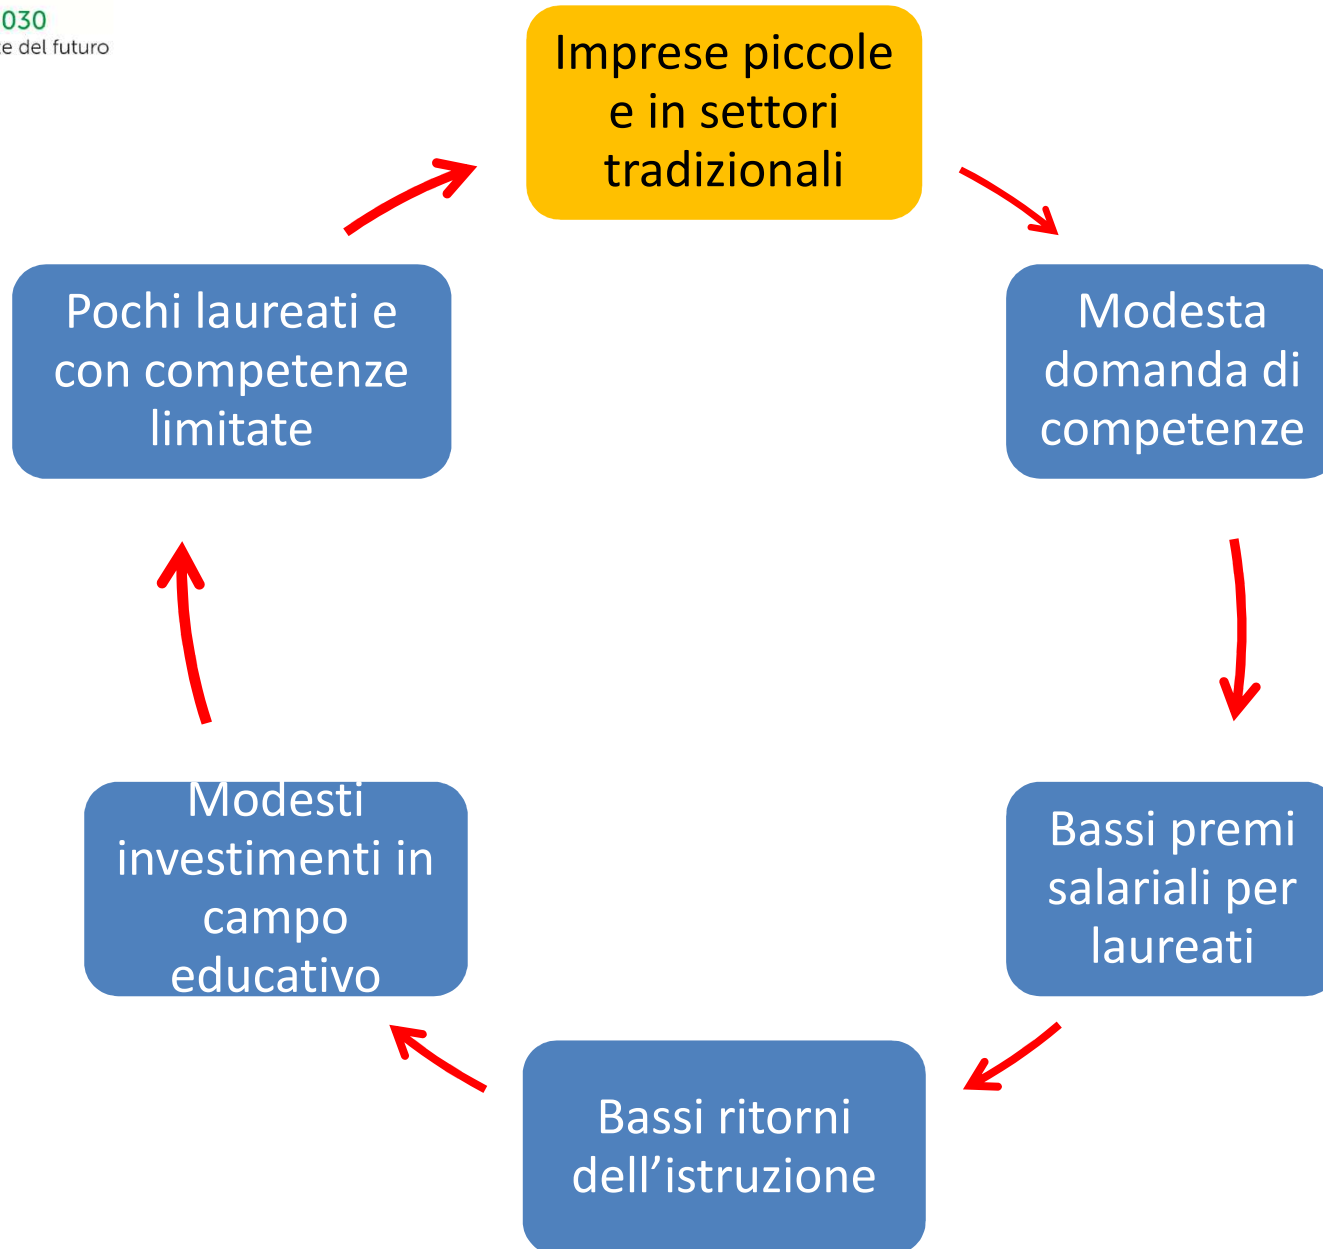 030
e del futuro
Imprese piccole
e in settori
tradizionali
Modesta
domanda di
competenze
Bassi premi
salariali per
laureati
Bassi ritorni
dell’istruzione
Modesti
investimenti in
campo
educativo
Pochi laureati e
con competenze
limitate